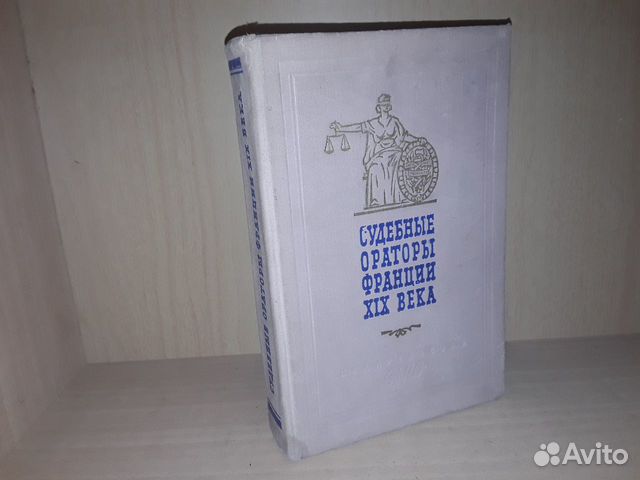 СУДЕБНЫЕ
ОРАТОРЫ
ФРАНЦИИ
XIX ВЕКА
СУДЕБНЫЕ ОРАТОРЫ ФРАНЦИИ XIX ВЕКА
Avito